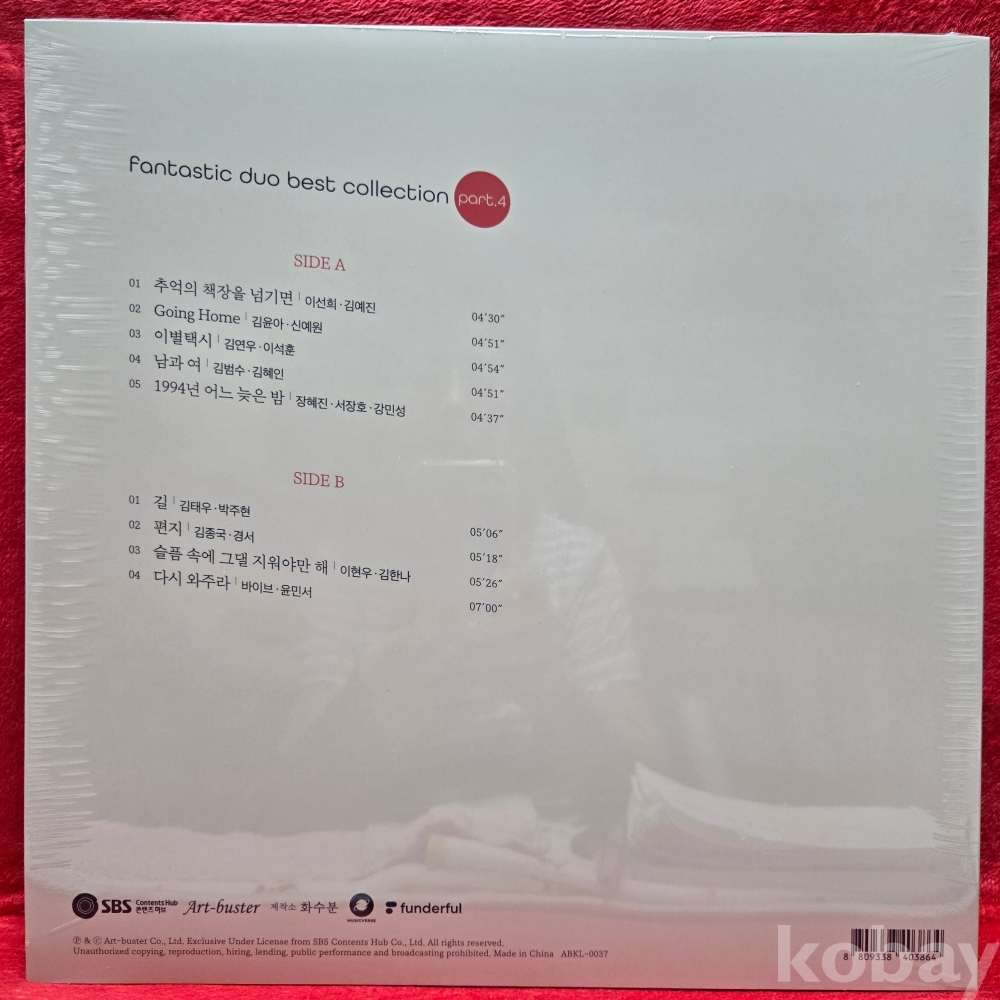 fantastic duo best collection part.4
SIDE A
01 추억의 책장을 넘기면 | 이선희·김예진 04'30"
02 Going Home | 김윤아·신예원 04'51"
03 이별택시 | 김연우·이석훈 04'54"
04 남과 여 | 김범수·김혜인 04'51"
05 1994년 어느 늦은 밤 | 장혜진·서장호·강민성 04'37"
SIDE B
01 길 | 김태우·박주현 05'06"
02 편지 | 김종국·경서 05'18"
03 슬픔 속에 그댈 지워야만 해 | 이현우·김한나 05'26"
04 다시 와주라 | 바이브·윤민서 07'00"
SBS Contents Hub 콘텐츠허브 Art-buster 제작소 화수분 MUSICVERSE funderful
Ⓟ & ⓒ Art-buster Co., Ltd. Exclusive Under License from SBS Contents Hub Co., Ltd. All rights reserved.
Unauthorized copying, reproduction, hiring, lending, public performance and broadcasting prohibited. Made in China ABKL-0037
8 809338 403864
kobay